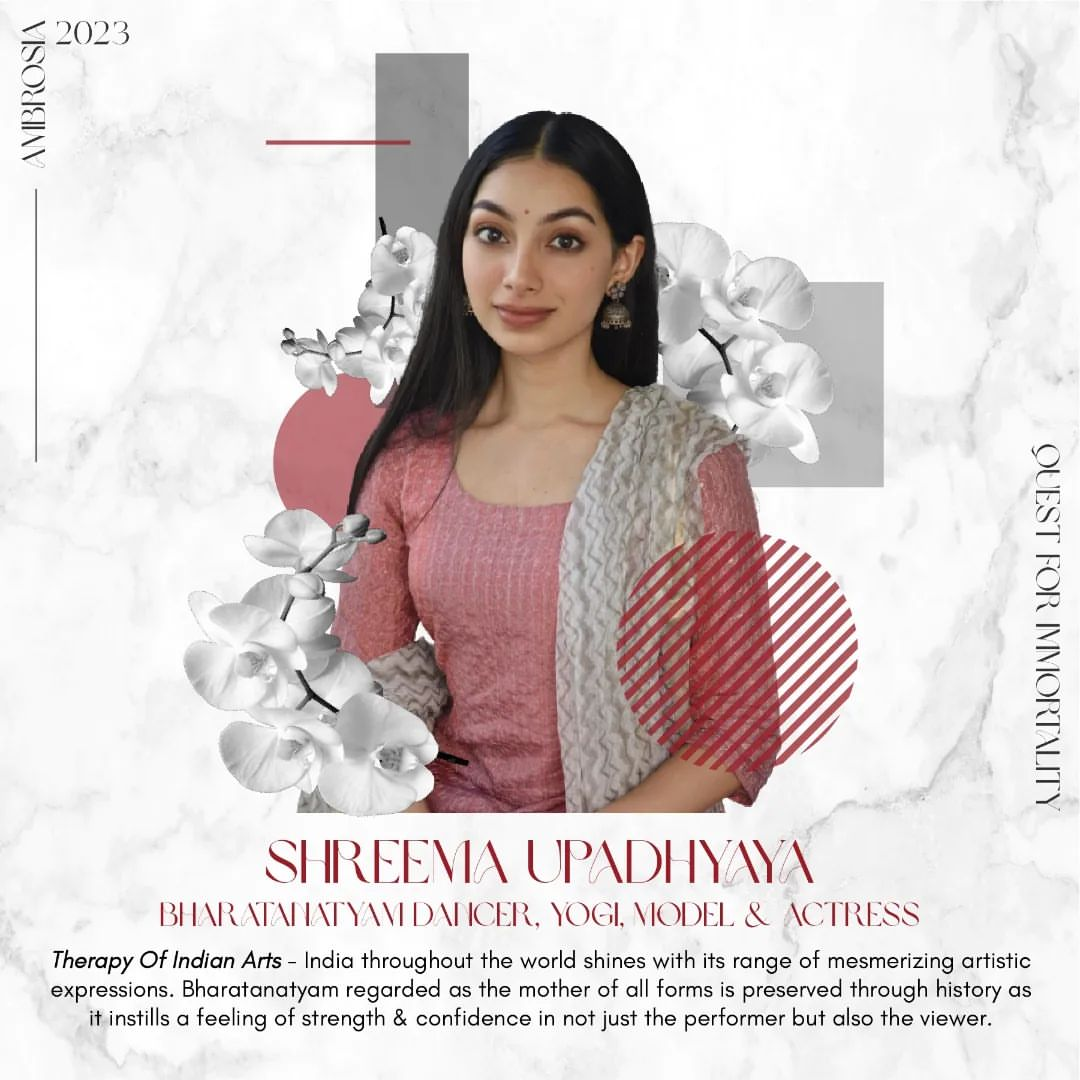 AMBROSIA 2023
QUEST FOR IMMORTALITY
SHREEMA UPADHYAYA
BHARATANATYAM DANCER, YOGI, MODEL & ACTRESS
Therapy Of Indian Arts - India throughout the world shines with its range of mesmerizing artistic
expressions. Bharatanatyam regarded as the mother of all forms is preserved through history as
it instills a feeling of strength & confidence in not just the performer but also the viewer.